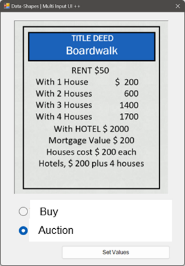 Data-Shapes | Multi Input UI ++
TITLE DEED
Boardwalk
RENT $50
With 1 House $ 200
With 2 Houses 600
With 3 Houses 1400
With 4 Houses 1700
With HOTEL $ 2000
Mortgage Value $ 200
Houses cost $ 200 each
Hotels, $ 200 plus 4 houses
Buy
Auction
Set Values